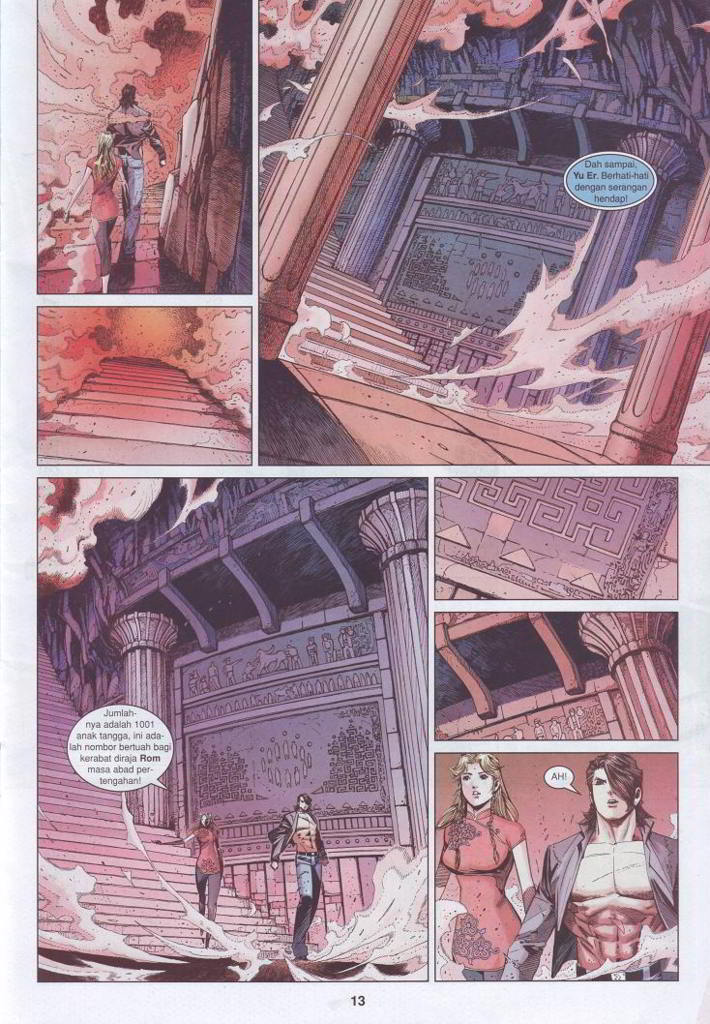 Dah sampai,
Yu Er. Berhati-hati
dengan serangan
hendap!
Jumlah-
nya adalah 1001
anak tangga, ini ada-
lah nombor bertuah bagi
kerabat diraja Rom
masa abad per-
tengahan!
AH!
13